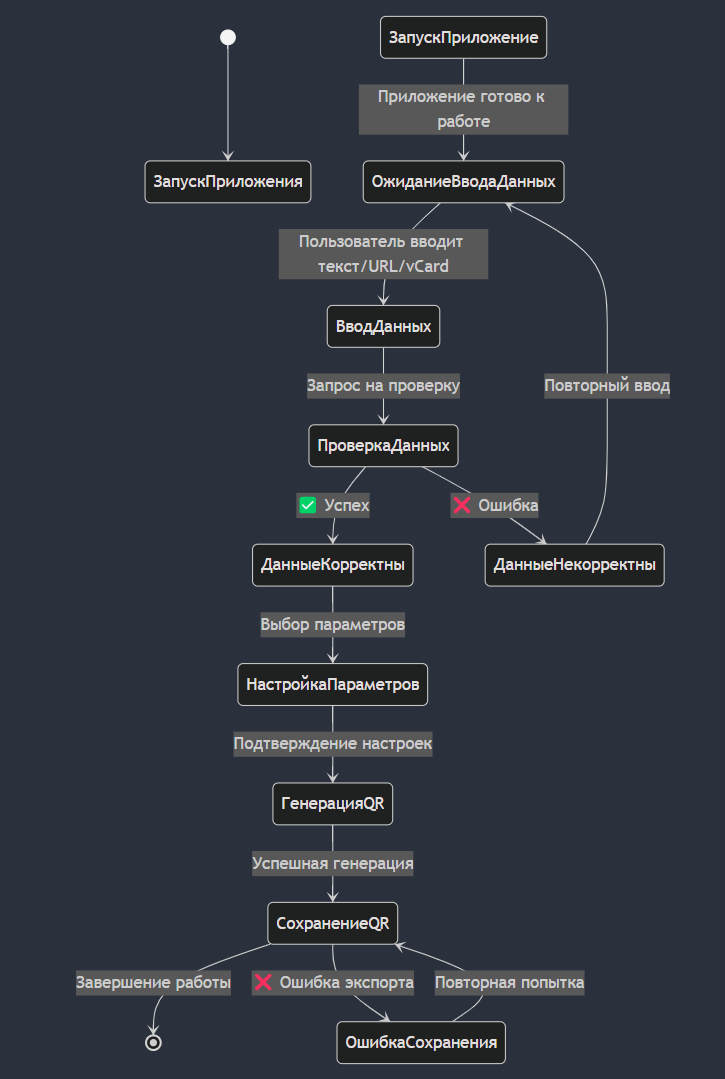 ЗапускПриложение
Приложение готово к
работе
ЗапускПриложения
ОжиданиеВводаДанных
Пользователь вводит
текст/URL/vCard
ВводДанных
Запрос на проверку
Повторный ввод
ПроверкаДанных
✅ Успех
❌ Ошибка
ДанныеКорректны
ДанныеНекорректны
Выбор параметров
НастройкаПараметров
Подтверждение настроек
ГенерацияQR
Успешная генерация
СохранениеQR
Завершение работы
❌ Ошибка экспорта
Повторная попытка
ОшибкаСохранения